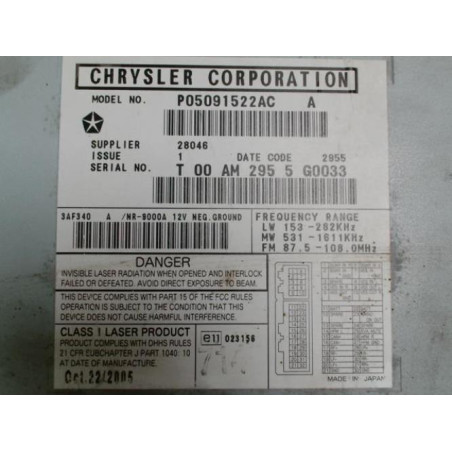 CHRYSLER CORPORATION
MODEL NO. P05091522AC A
SUPPLIER 28046
ISSUE 1 DATE CODE 2955
SERIAL NO. T 00 AM 295 5 G0033
3AF340 A /NR-9000A 12V NEG.GROUND
FREQUENCY RANGE
LW 153-282KHz
MW 531-1611KHz
FM 87.5-108.0MHz
DANGER
INVISIBLE LASER RADIATION WHEN OPENED AND INTERLOCK
FAILED OR DEFEATED. AVOID DIRECT EXPOSURE TO BEAM.
THIS DEVICE COMPLIES WITH PART 15 OF THE FCC RULES
OPERATION IS SUBJECT TO THE CONDITION THAT THIS
DEVICE DOES NOT CAUSE HARMFUL INTERFERENCE.
CLASS 1 LASER PRODUCT
COMPLIES WITH DHHS RULES
21 CFR CUBCHAPTER J PART 1040: 10
AT DATE OF MANUFACTURE.
Oct.22/2005
e11 023156
MADE IN JAPAN